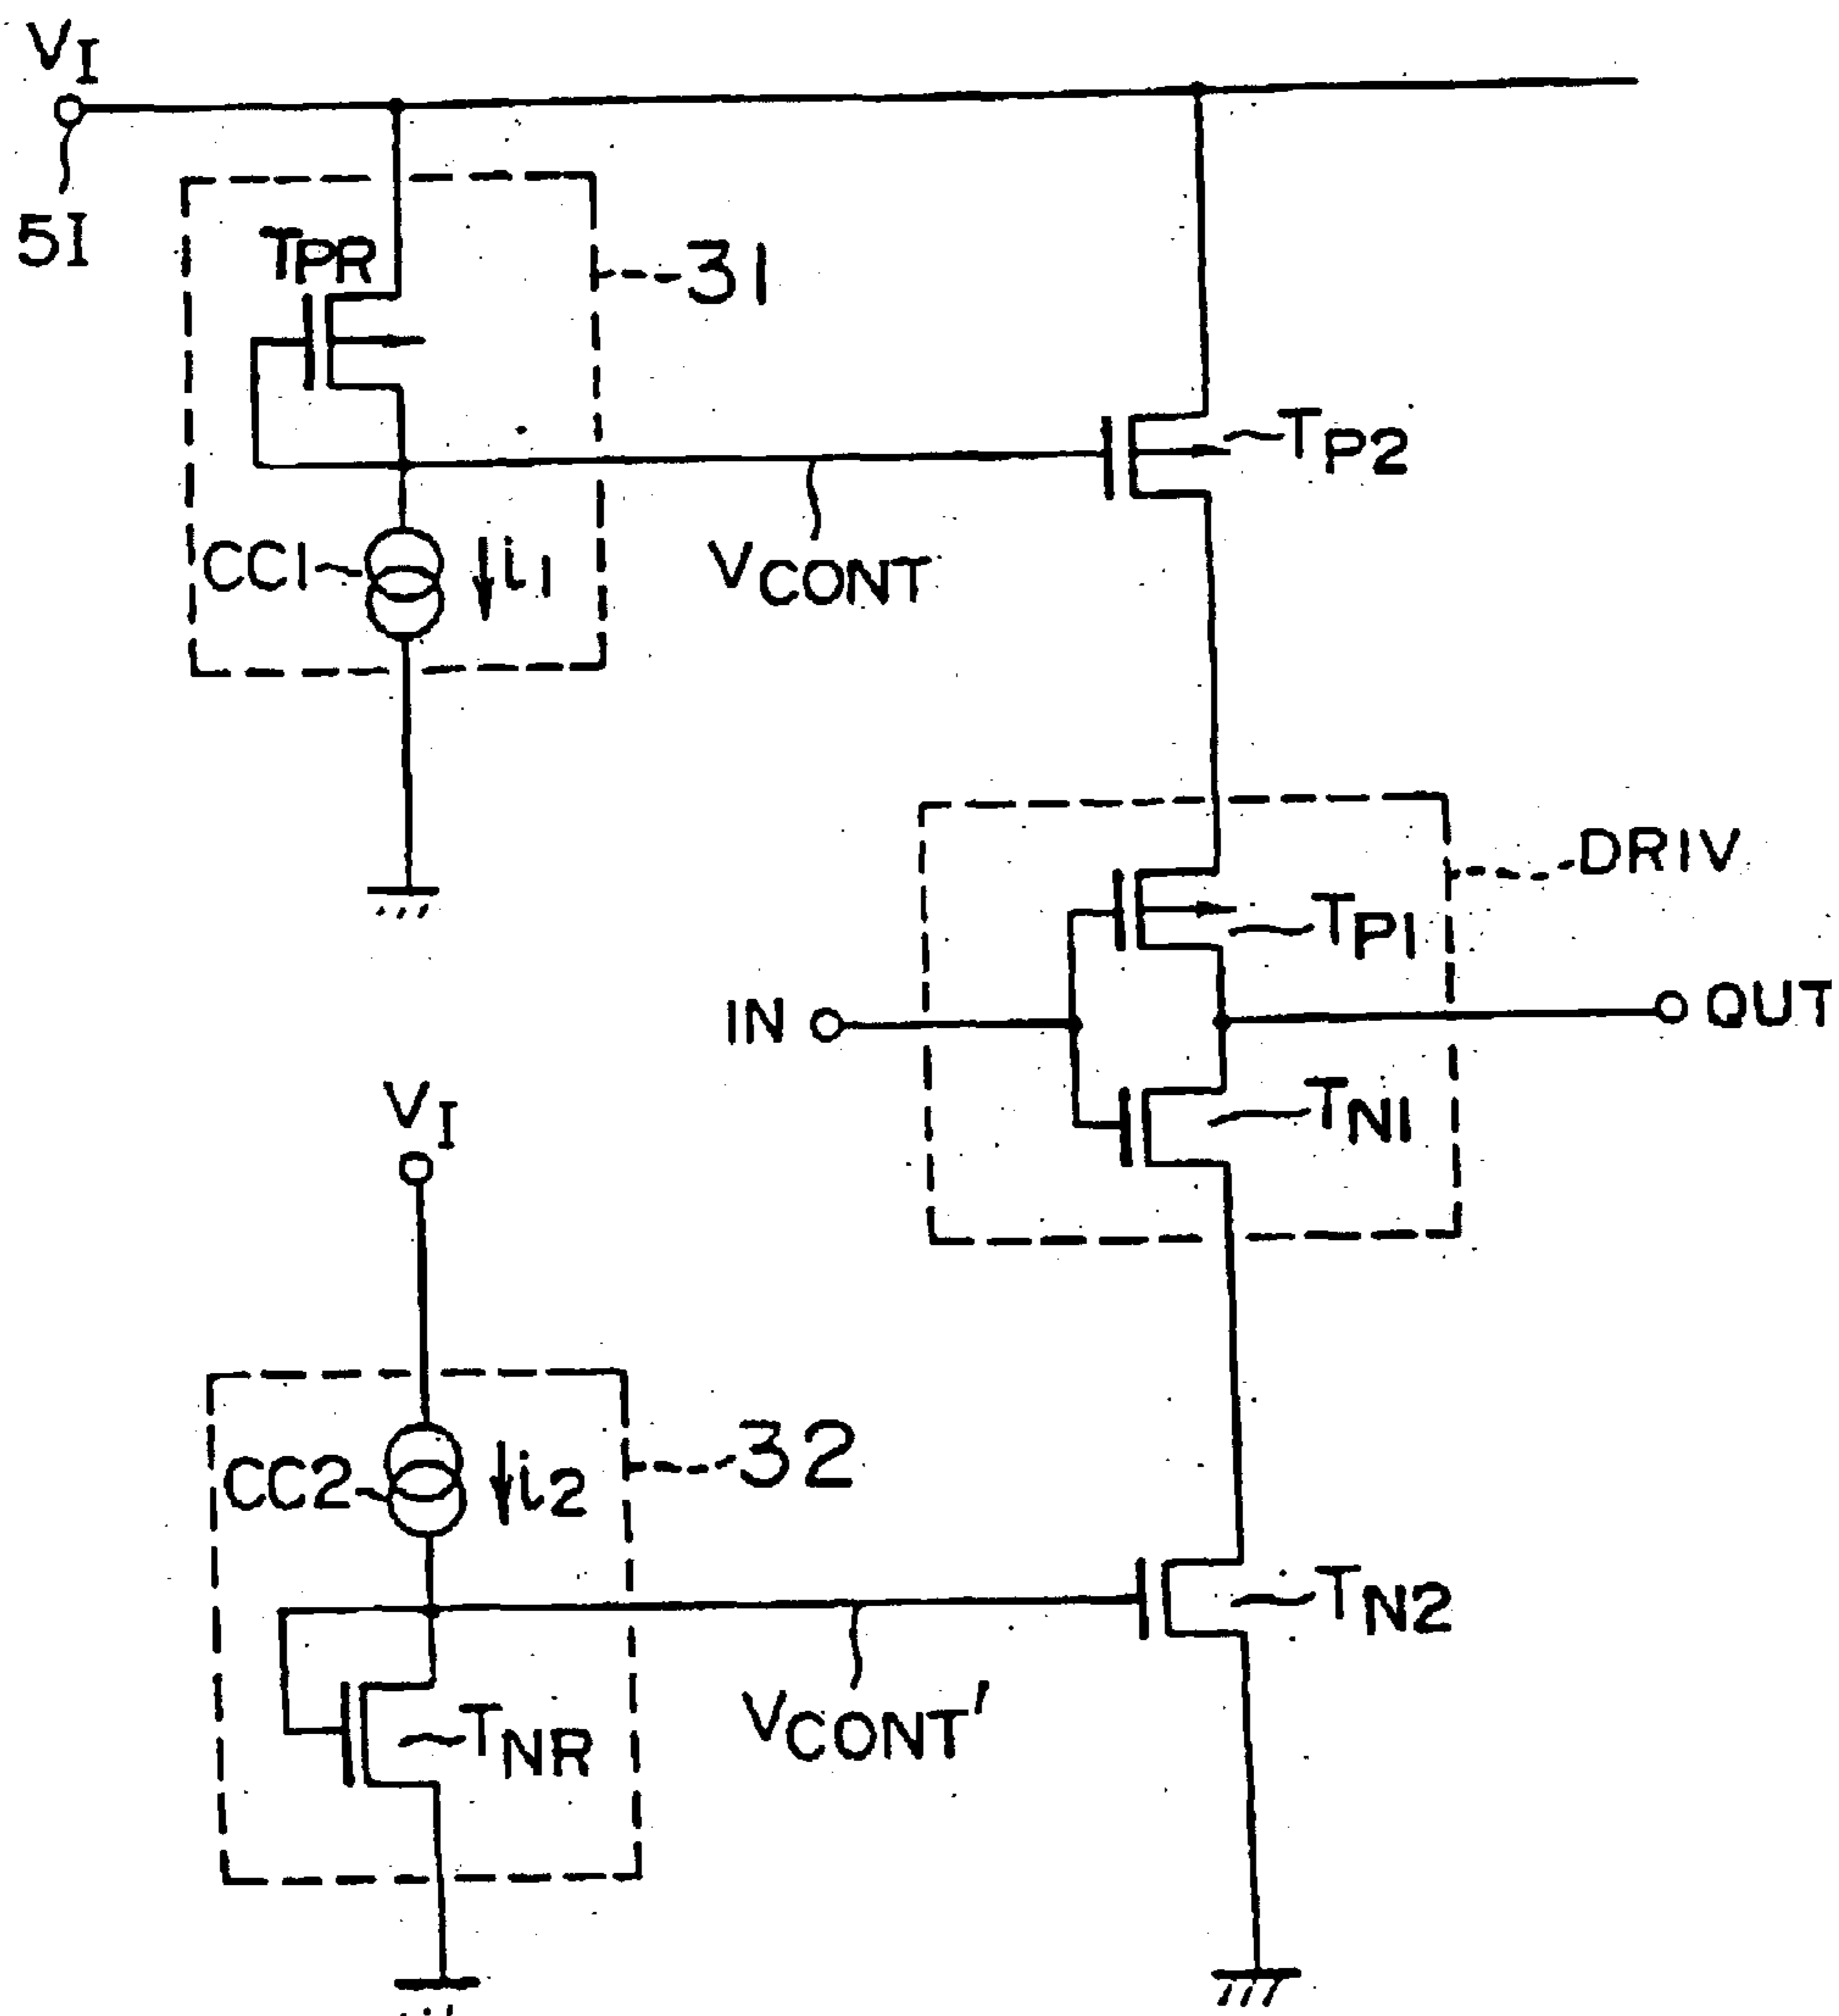 VI
5I
TPR
31
TP2
CC1
i1
VCONT
DRIV
TP1
IN
OUT
TN1
VI
CC2
i2
32
TN2
TNR
VCONT'